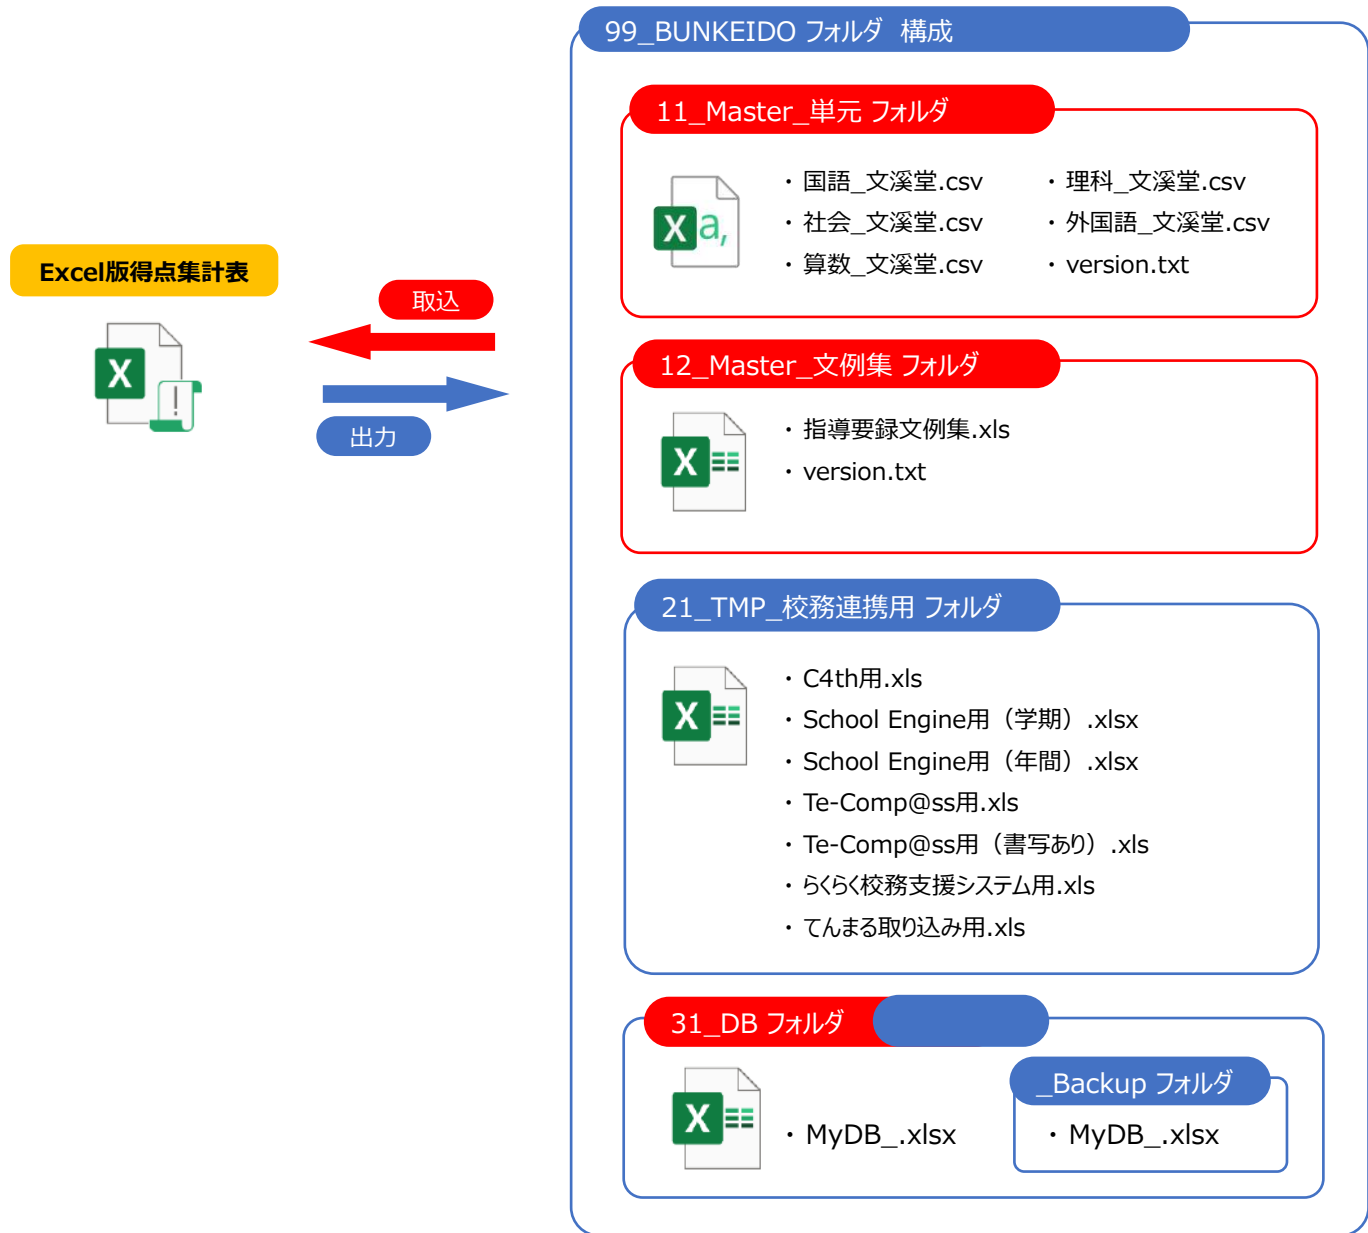 99_BUNKEIDO フォルダ 構成
11_Master_単元 フォルダ
・国語_文溪堂.csv
・社会_文溪堂.csv
・算数_文溪堂.csv
・理科_文溪堂.csv
・外国語_文溪堂.csv
・version.txt
X a,
Excel版得点集計表
X
取込
出力
12_Master_文例集 フォルダ
X
・指導要録文例集.xls
・version.txt
21_TMP_校務連携用 フォルダ
X
・C4th用.xls
・School Engine用（学期）.xlsx
・School Engine用（年間）.xlsx
・Te-Comp@ss用.xls
・Te-Comp@ss用（書写あり）.xls
・らくらく校務支援システム用.xls
・てんまる取り込み用.xls
31_DB フォルダ
X
・MyDB_.xlsx
_Backup フォルダ
・MyDB_.xlsx